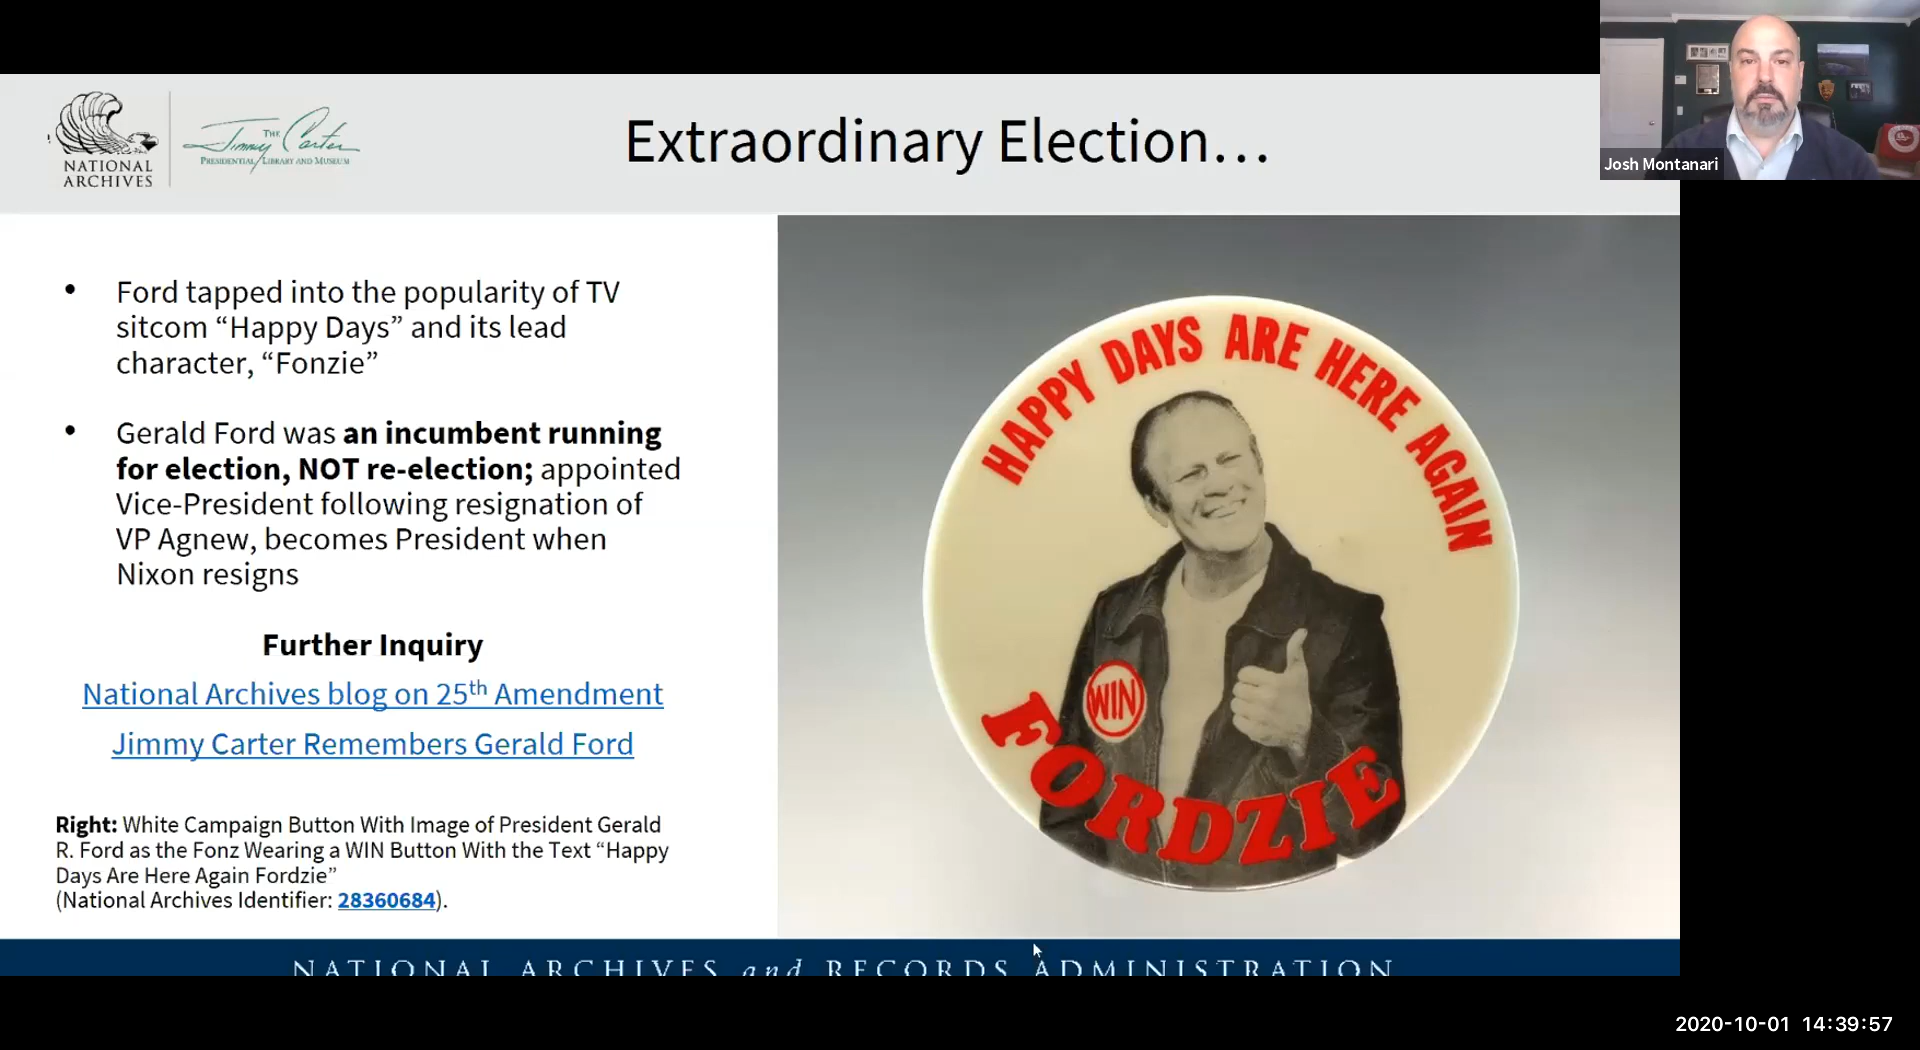 NATIONAL
ARCHIVES
THE
Jimmy Carter
PRESIDENTIAL LIBRARY AND MUSEUM
Extraordinary Election...
Josh Montanari
• Ford tapped into the popularity of TV
sitcom “Happy Days” and its lead
character, “Fonzie”
• Gerald Ford was an incumbent running
for election, NOT re-election; appointed
Vice-President following resignation of
VP Agnew, becomes President when
Nixon resigns
Further Inquiry
National Archives blog on 25th Amendment
Jimmy Carter Remembers Gerald Ford
Right: White Campaign Button With Image of President Gerald
R. Ford as the Fonz Wearing a WIN Button With the Text “Happy
Days Are Here Again Fordzie”
(National Archives Identifier: 28360684).
HAPPY DAYS ARE HERE AGAIN
WIN
FORDZIE
NATIONAL ARCHIVES and RECORDS ADMINISTRATION
2020-10-01 14:39:57